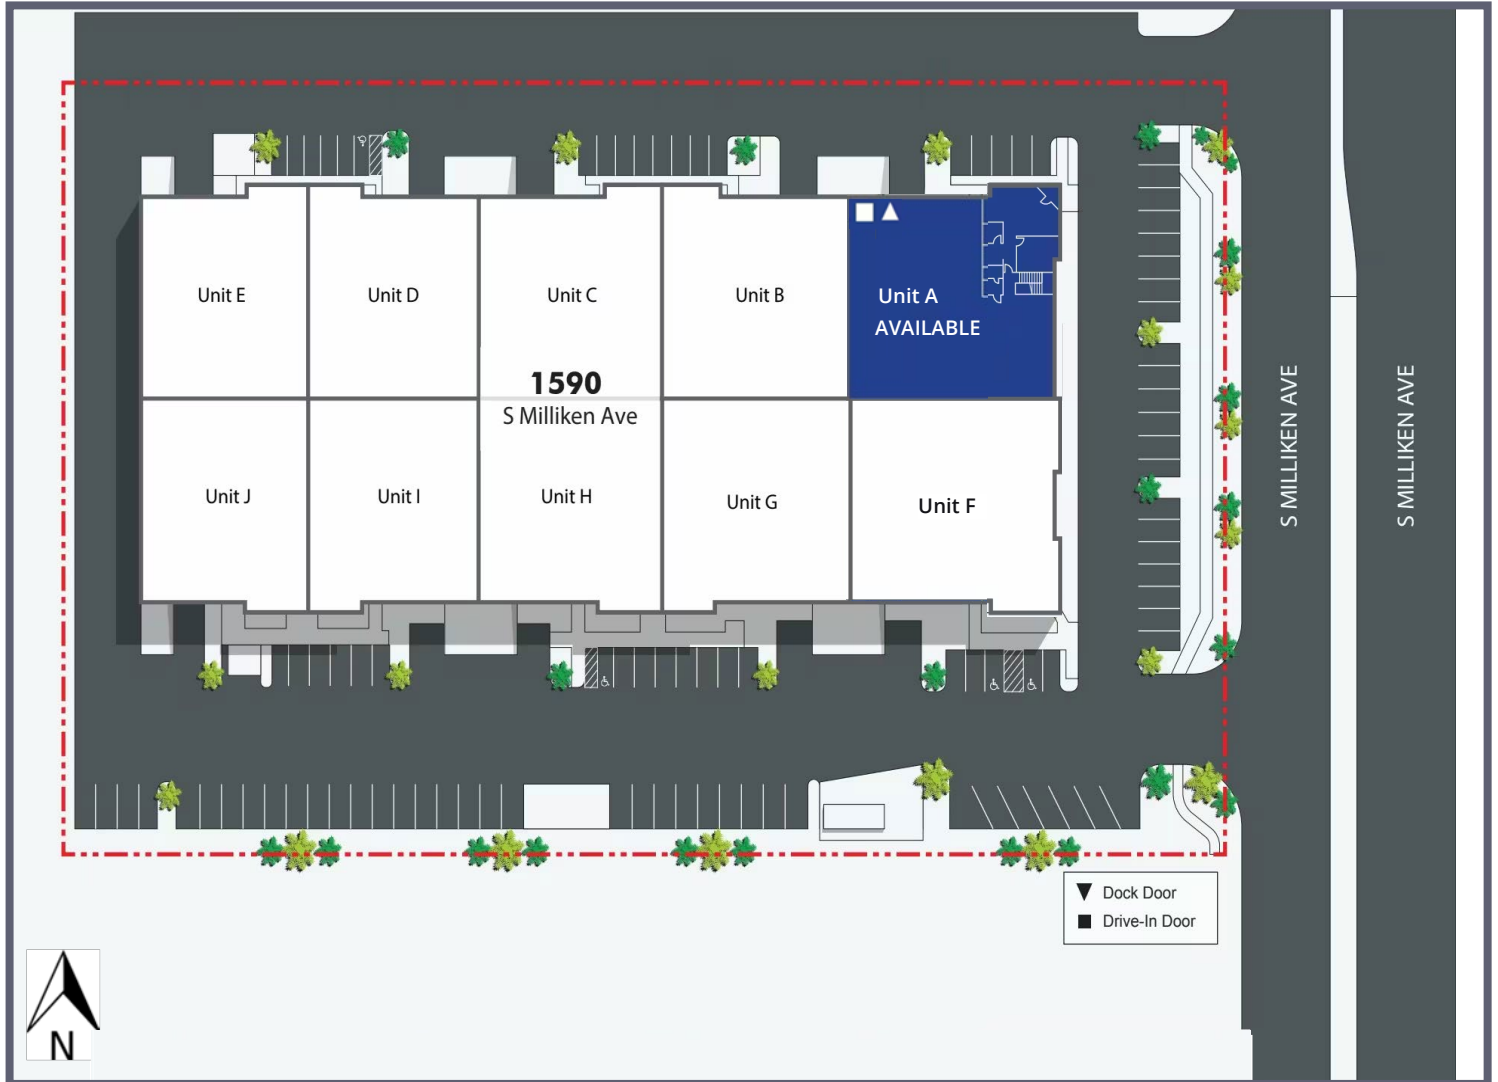 Unit E
Unit D
Unit C
Unit B
Unit A
AVAILABLE
1590
S Milliken Ave
Unit J
Unit I
Unit H
Unit G
Unit F
S MILLIKEN AVE
S MILLIKEN AVE
Dock Door
Drive-In Door
N